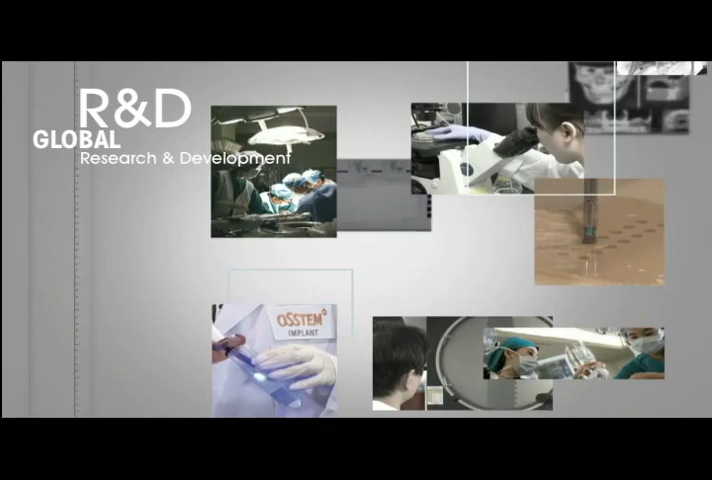 R&D
GLOBAL
Research & Development
OSSTEM
IMPLANT